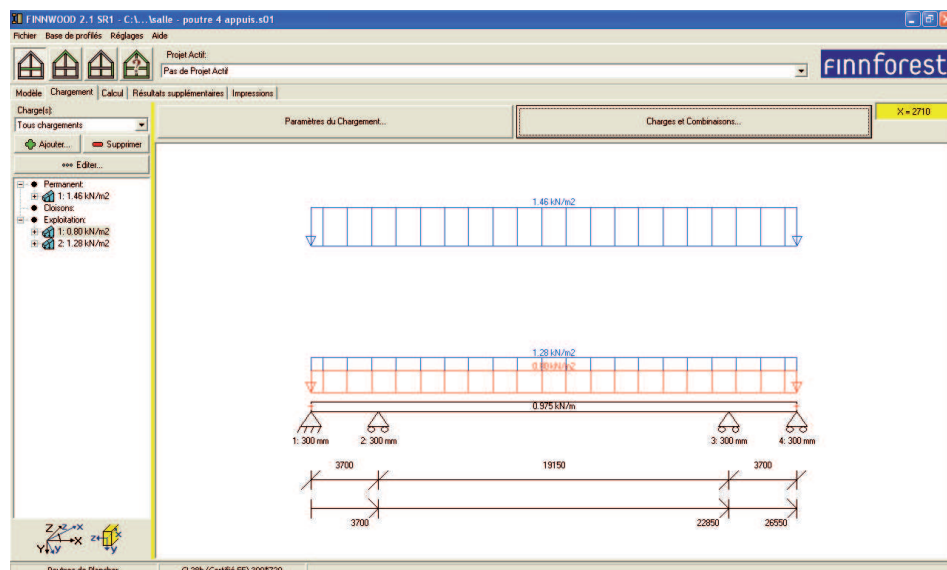 FINNWOOD 2.1 SR1 - C:\...\salle - poutre 4 appuis.s01
Fichier Base de profilés Réglages Aide
Projet Actif:
Pas de Projet Actif
FINNforest
Modèle Chargement Calcul Résultats supplémentaires Impressions
Charge(s):
Tous chargements
Paramètres du Chargement...
Charges et Combinaisons...
X = 2710
Ajouter... Supprimer
Editer...
Permanent:
1: 1.46 kN/m2
Cloisons:
Exploitation:
1: 0.80 kN/m2
2: 1.28 kN/m2
1.46 kN/m2
1.28 kN/m2
0.80 kN/m2
0.975 kN/m
1: 300 mm 2: 300 mm 3: 300 mm 4: 300 mm
3700 19150 3700
3700 22850 26550
Z z x X Y y
z x y